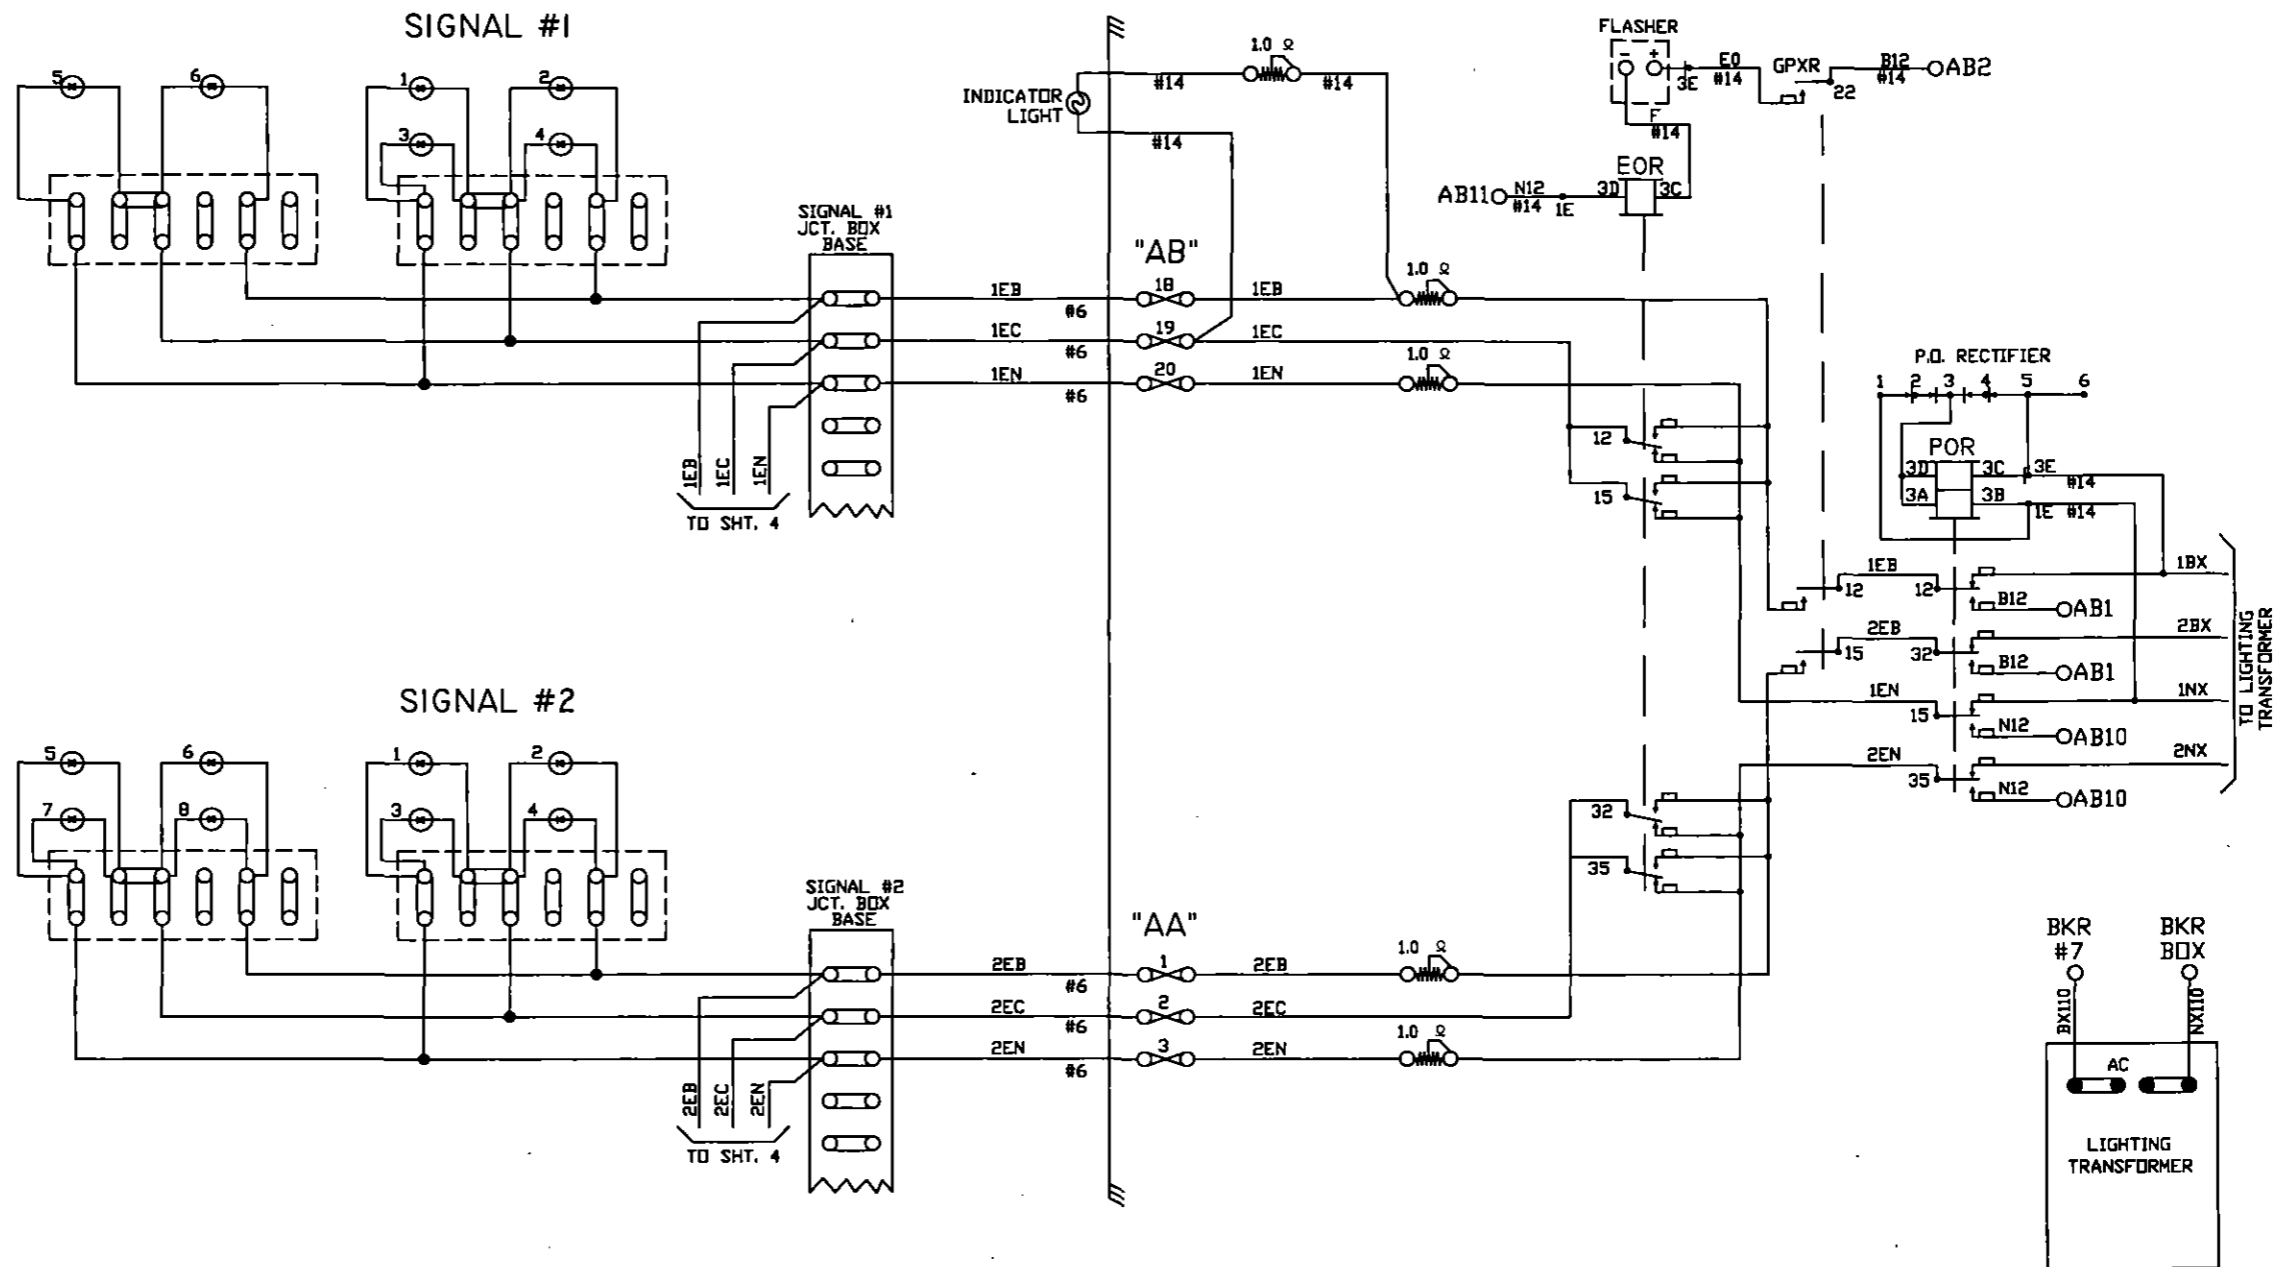 SIGNAL #1
5
6
1
2
3
4
SIGNAL #1
JCT. BOX
BASE
1EB
1EC
1EN
TO SHT. 4
INDICATOR
LIGHT
1.0 Ω
#14
#14
#14
"AB"
1EB
#6
18
1EB
1.0 Ω
1EC
#6
19
1EC
1EN
#6
20
1EN
1.0 Ω
FLASHER
- +
3E
E0
#14
GPXR
22
B12
#14
AB2
F
#14
EOR
AB11
N12
#14
1E
3D
3C
12
15
P.O. RECTIFIER
1 2 3 4 5 6
POR
3D
3C
3E
#14
3A
3B
1E #14
1EB
12
12
1BX
B12
AB1
2EB
15
32
2BX
B12
AB1
1EN
15
1NX
N12
AB10
2EN
35
2NX
N12
AB10
TO LIGHTING
TRANSFORMER
SIGNAL #2
5
6
7
8
1
2
3
4
SIGNAL #2
JCT. BOX
BASE
2EB
2EC
2EN
TO SHT. 4
"AA"
2EB
#6
1
2EB
1.0 Ω
2EC
#6
2
2EC
2EN
#6
3
2EN
1.0 Ω
32
35
BKR
#7
BKR
BOX
BX110
NX110
AC
LIGHTING
TRANSFORMER